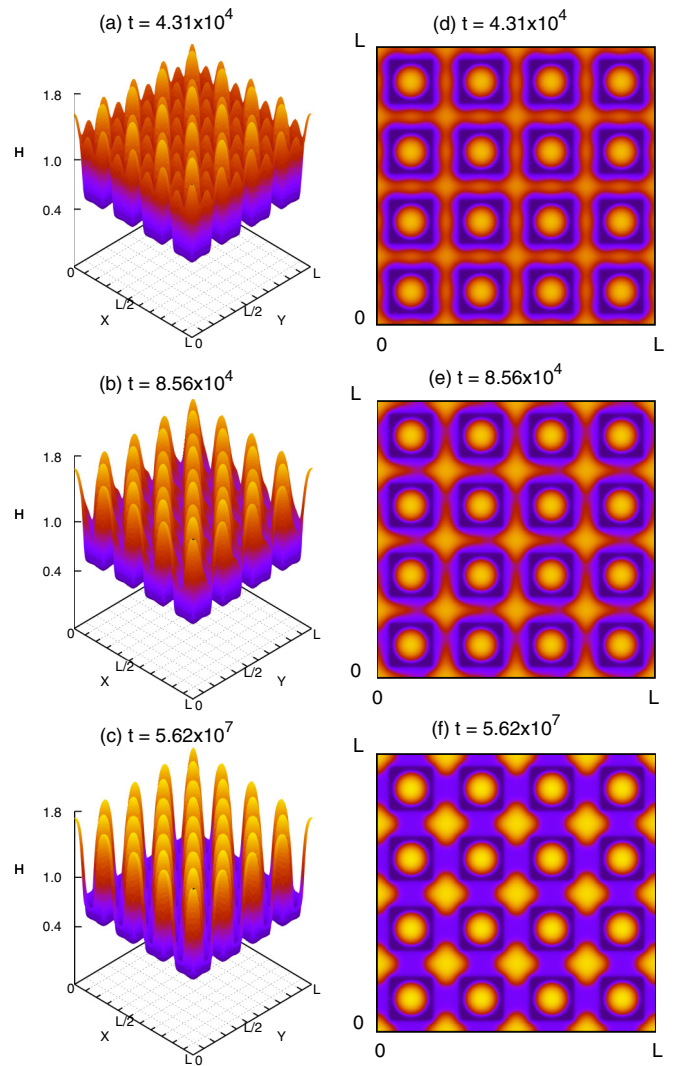 (a) t = 4.31x10^4
1.8
H
1.0
0.4
0
L/2
X
L 0
L/2
Y
L
(d) t = 4.31x10^4
L
0
0
L
(b) t = 8.56x10^4
1.8
H
1.0
0.4
0
L/2
X
L 0
L/2
Y
L
(e) t = 8.56x10^4
L
0
0
L
(c) t = 5.62x10^7
1.8
H
1.0
0.4
0
L/2
X
L 0
L/2
Y
L
(f) t = 5.62x10^7
L
0
0
L